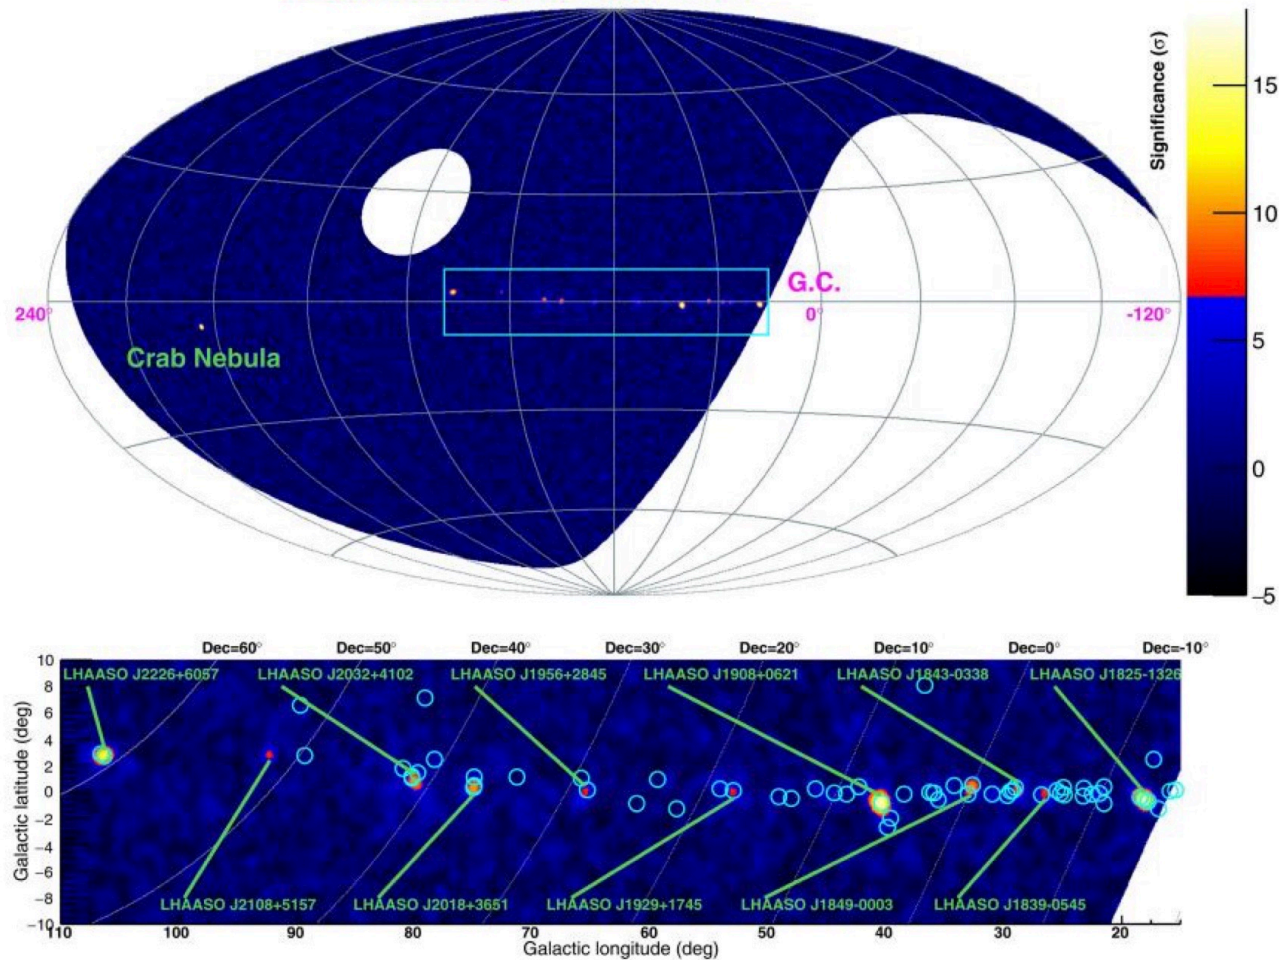 Significance (σ)
15
10
5
0
−5
G.C.
240°
0°
-120°
Crab Nebula
Dec=60°
Dec=50°
Dec=40°
Dec=30°
Dec=20°
Dec=10°
Dec=0°
Dec=-10°
Galactic latitude (deg)
10
8
6
4
2
0
−2
−4
−6
−8
−10
LHAASO J2226+6057
LHAASO J2032+4102
LHAASO J1956+2845
LHAASO J1908+0621
LHAASO J1843-0338
LHAASO J1825-1326
LHAASO J2108+5157
LHAASO J2018+3651
LHAASO J1929+1745
LHAASO J1849-0003
LHAASO J1839-0545
110
100
90
80
70
60
50
40
30
20
Galactic longitude (deg)